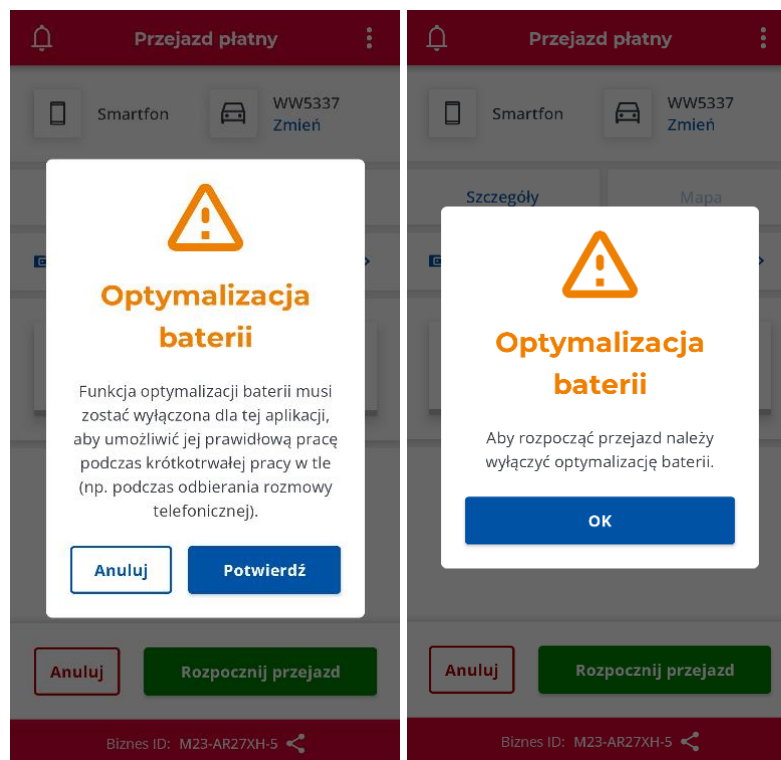 Przejazd płatny
Smartfon
WW5337
Zmień
Optymalizacja
baterii
Funkcja optymalizacji baterii musi
zostać wyłączona dla tej aplikacji,
aby umożliwić jej prawidłową pracę
podczas krótkotrwałej pracy w tle
(np. podczas odbierania rozmowy
telefonicznej).
Anuluj
Potwierdź
Anuluj
Rozpocznij przejazd
Biznes ID: M23-AR27XH-5
Przejazd płatny
Smartfon
WW5337
Zmień
Szczegóły
Mapa
Optymalizacja
baterii
Aby rozpocząć przejazd należy
wyłączyć optymalizację baterii.
OK
Anuluj
Rozpocznij przejazd
Biznes ID: M23-AR27XH-5